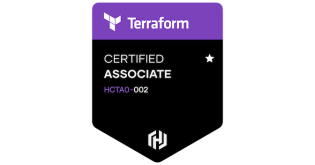 Terraform
CERTIFIED
ASSOCIATE
HCTA0-002